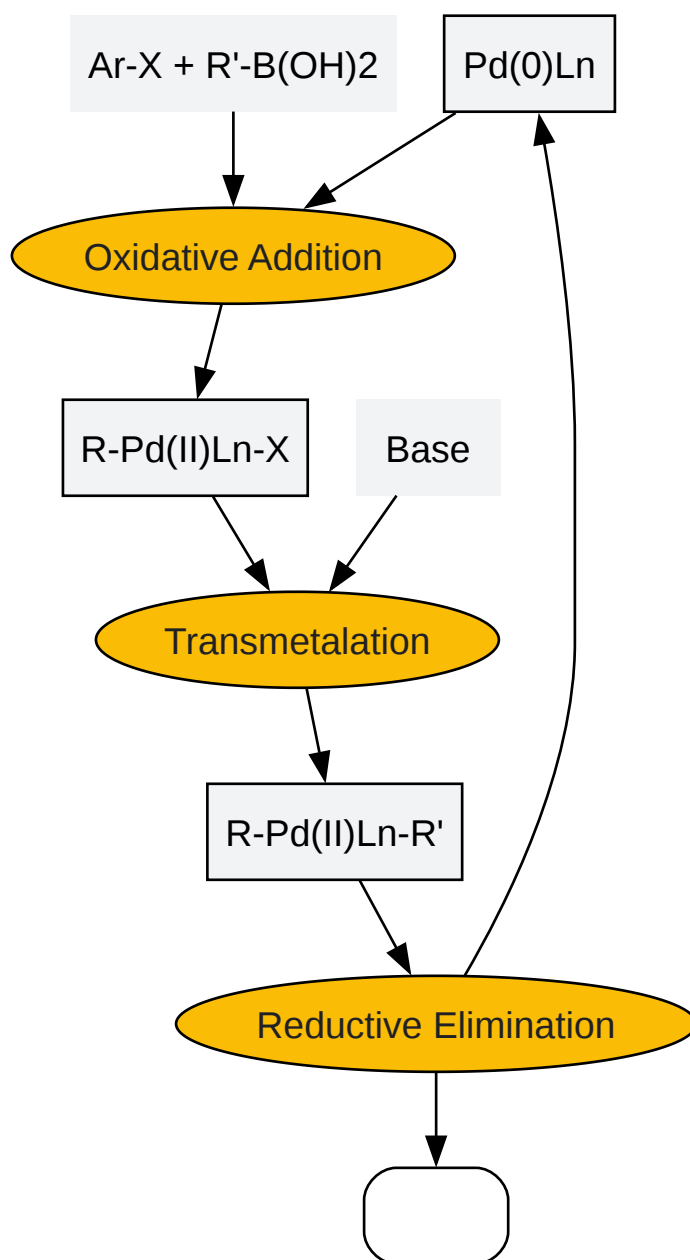 Ar-X + R'-B(OH)2
Pd(0)Ln
Oxidative Addition
R-Pd(II)Ln-X
Base
Transmetalation
R-Pd(II)Ln-R'
Reductive Elimination